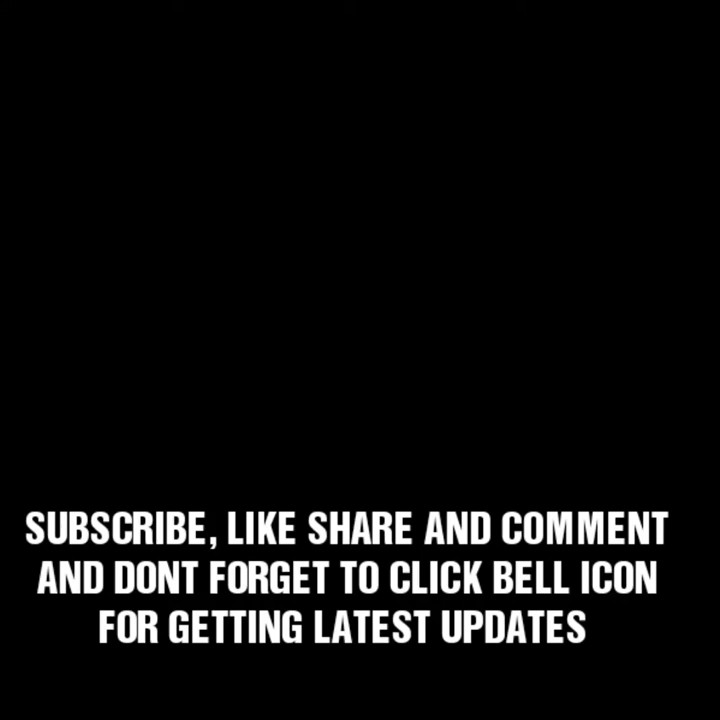 SUBSCRIBE, LIKE SHARE AND COMMENT
AND DONT FORGET TO CLICK BELL ICON
FOR GETTING LATEST UPDATES